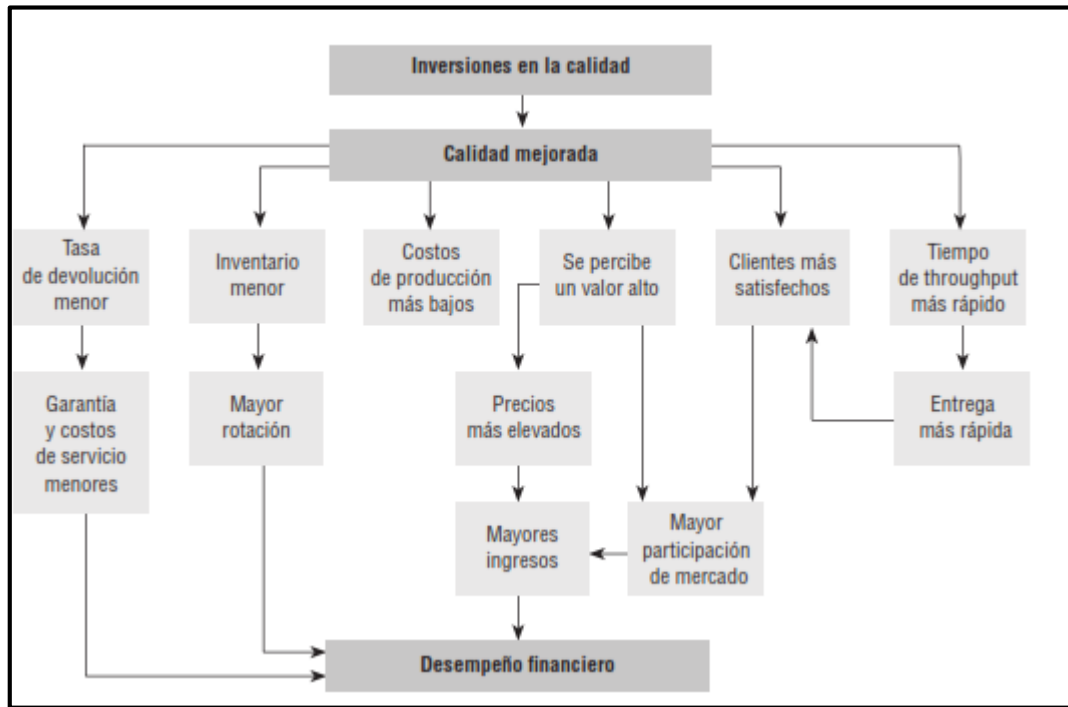 Inversiones en la calidad
Calidad mejorada
Tasa
de devolución
menor
Inventario
menor
Costos
de producción
más bajos
Se percibe
un valor alto
Clientes más
satisfechos
Tiempo
de throughput
más rápido
Garantía
y costos
de servicio
menores
Mayor
rotación
Precios
más elevados
Entrega
más rápida
Mayores
ingresos
Mayor
participación
de mercado
Desempeño financiero